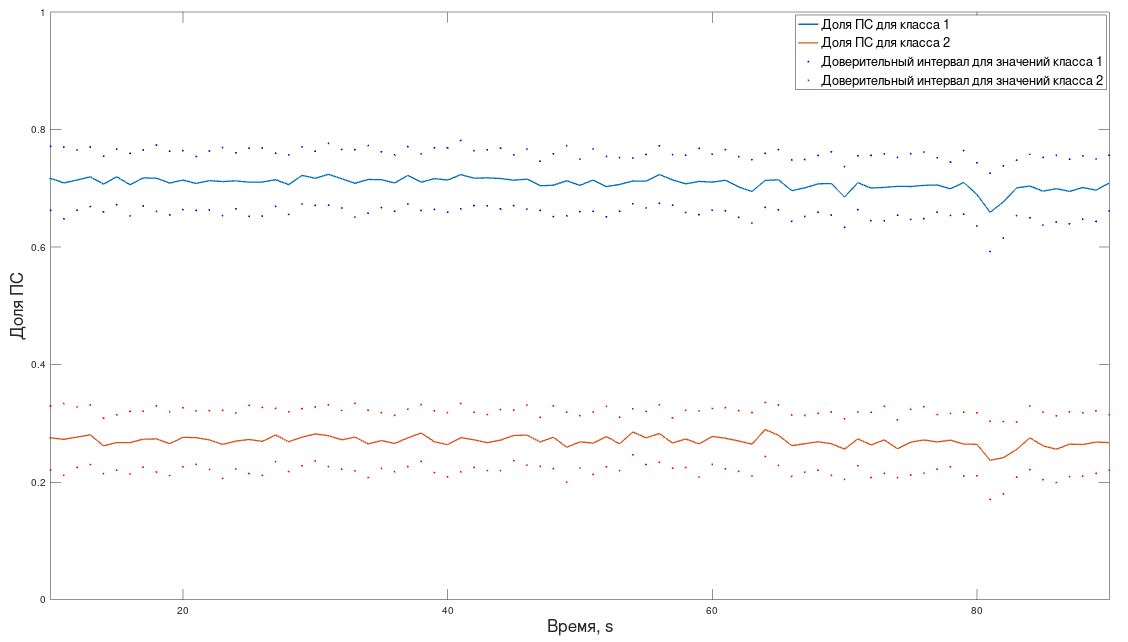 1
Доля ПС для класса 1
Доля ПС для класса 2
Доверительный интервал для значений класса 1
Доверительный интервал для значений класса 2
0.8
0.6
Доля ПС
0.4
0.2
0
20
40
60
80
Время, s